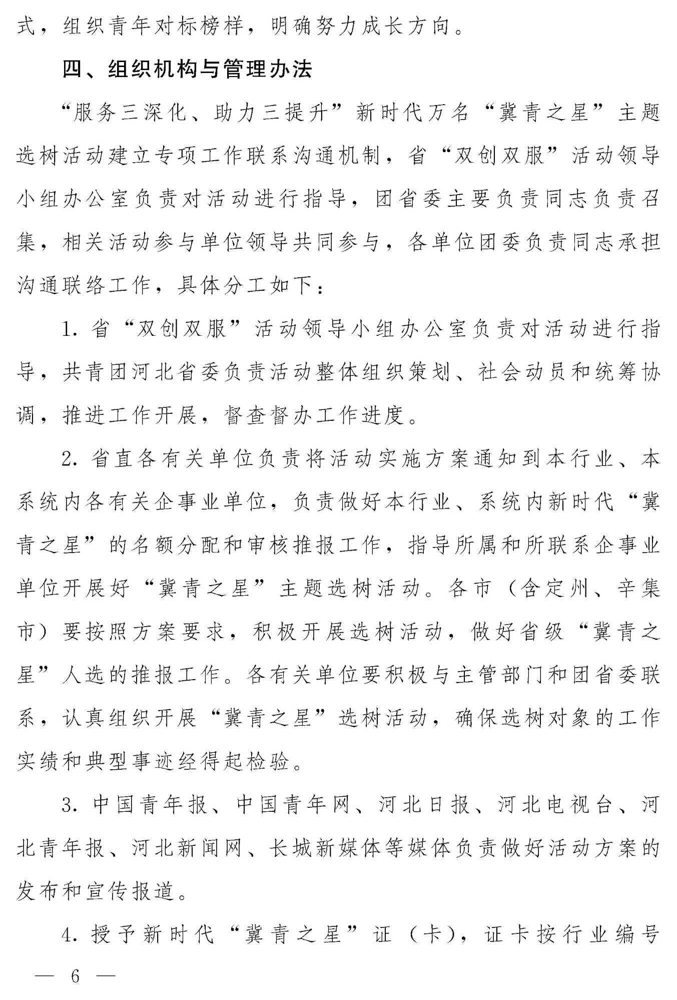 式，组织青年对标榜样，明确努力成长方向。
四、组织机构与管理办法
“服务三深化、助力三提升”新时代万名“冀青之星”主题
选树活动建立专项工作联系沟通机制，省“双创双服”活动领导
小组办公室负责对活动进行指导，团省委主要负责同志负责召
集，相关活动参与单位领导共同参与，各单位团委负责同志承担
沟通联络工作，具体分工如下：
1. 省“双创双服”活动领导小组办公室负责对活动进行指
导，共青团河北省委负责活动整体组织策划、社会动员和统筹协
调，推进工作开展，督查督办工作进度。
2. 省直各有关单位负责将活动实施方案通知到本行业、本
系统内各有关企事业单位，负责做好本行业、系统内新时代“冀
青之星”的名额分配和审核推报工作，指导所属和所联系企事业
单位开展好“冀青之星”主题选树活动。各市（含定州、辛集
市）要按照方案要求，积极开展选树活动，做好省级“冀青之
星”人选的推报工作。各有关单位要积极与主管部门和团省委联
系，认真组织开展“冀青之星”选树活动，确保选树对象的工作
实绩和典型事迹经得起检验。
3. 中国青年报、中国青年网、河北日报、河北电视台、河
北青年报、河北新闻网、长城新媒体等媒体负责做好活动方案的
发布和宣传报道。
4. 授予新时代“冀青之星”证（卡），证卡按行业编号
— 6 —